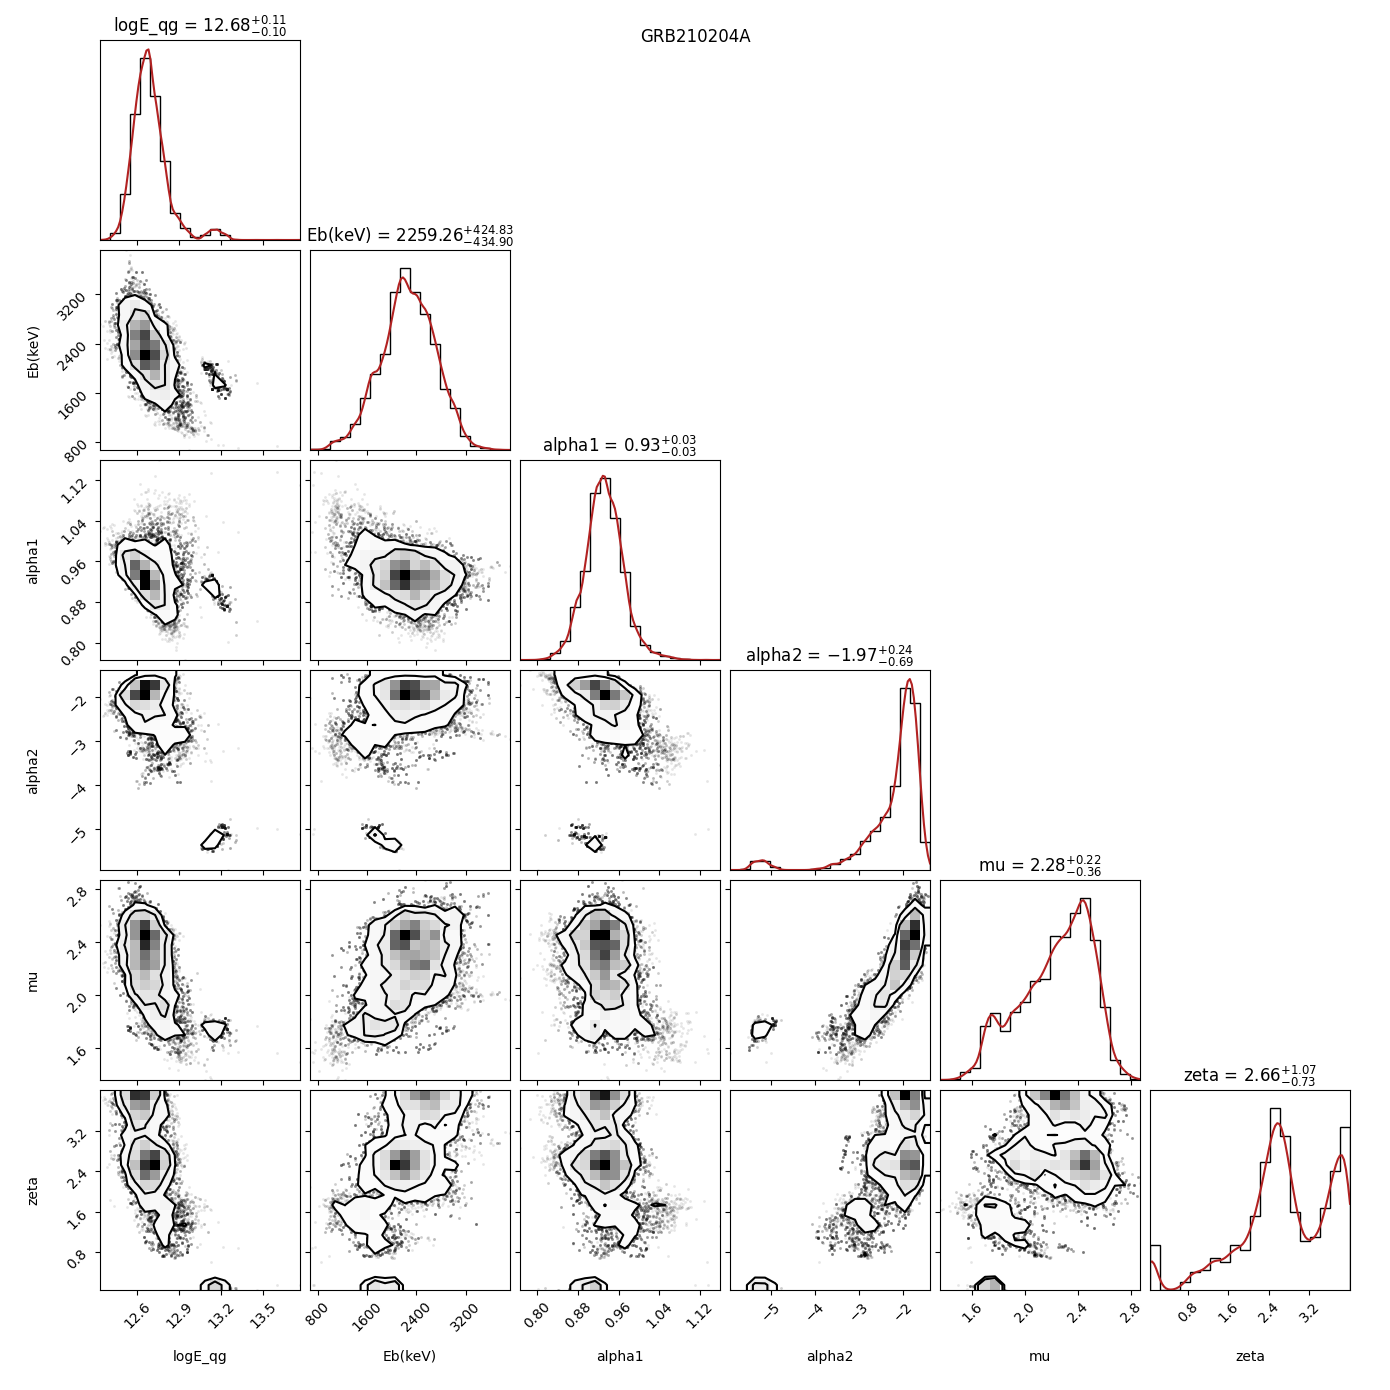 GRB210204A
logE_qg = 12.68+0.11−0.10
Eb(keV) = 2259.26+424.83−434.90
Eb(keV)
3200
2400
1600
800
alpha1 = 0.93+0.03−0.03
alpha1
1.12
1.04
0.96
0.88
0.80
alpha2 = −1.97+0.24−0.69
alpha2
−2
−3
−4
−5
mu = 2.28+0.22−0.36
mu
2.8
2.4
2.0
1.6
zeta = 2.66+1.07−0.73
zeta
3.2
2.4
1.6
0.8
12.6 12.9 13.2 13.5 800 1600 2400 3200 0.80 0.88 0.96 1.04 1.12 −5 −4 −3 −2 1.6 2.0 2.4 2.8 0.8 1.6 2.4 3.2
logE_qg Eb(keV) alpha1 alpha2 mu zeta